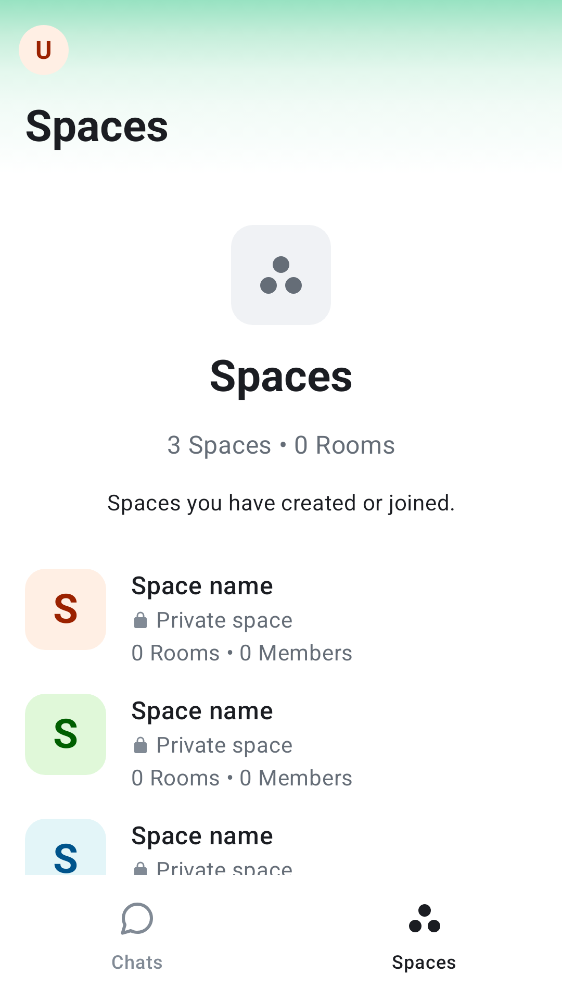 U
Spaces
Spaces
3 Spaces • 0 Rooms
Spaces you have created or joined.
S
Space name
Private space
0 Rooms • 0 Members
S
Space name
Private space
0 Rooms • 0 Members
S
Space name
Private space
Chats
Spaces